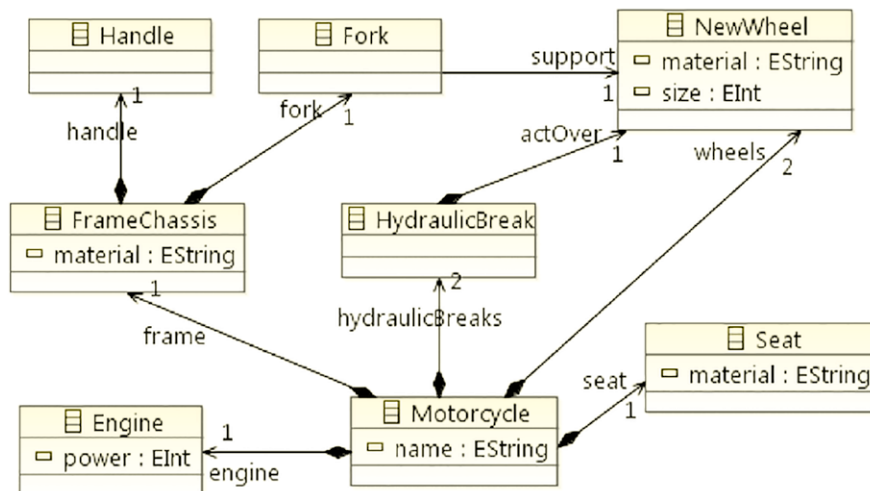 Handle
Fork
NewWheel
material : EString
size : EInt
support
1
1
handle
fork
1
actOver
1
wheels
2
FrameChassis
material : EString
HydraulicBreak
1
2
frame
hydraulicBreaks
Seat
material : EString
seat
1
Engine
power : EInt
1
engine
Motorcycle
name : EString